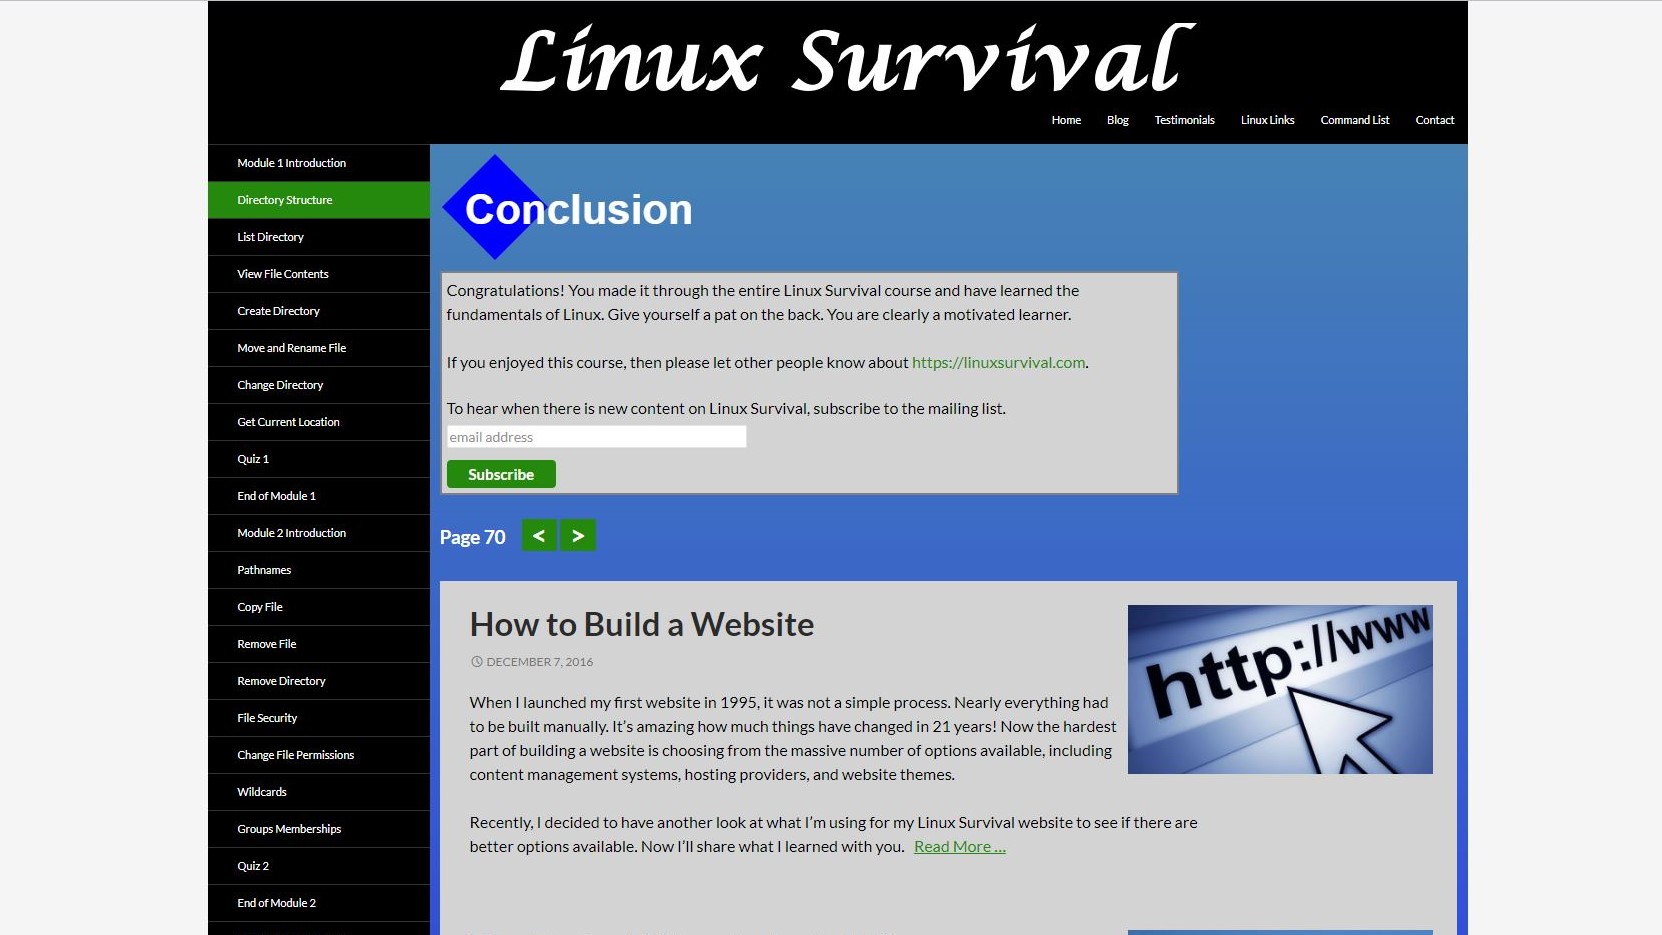 Linux Survival
Home Blog Testimonials Linux Links Command List Contact
Module 1 Introduction
Directory Structure
List Directory
View File Contents
Create Directory
Move and Rename File
Change Directory
Get Current Location
Quiz 1
End of Module 1
Module 2 Introduction
Pathnames
Copy File
Remove File
Remove Directory
File Security
Change File Permissions
Wildcards
Groups Memberships
Quiz 2
End of Module 2
Conclusion
Congratulations! You made it through the entire Linux Survival course and have learned the
fundamentals of Linux. Give yourself a pat on the back. You are clearly a motivated learner.
If you enjoyed this course, then please let other people know about https://linuxsurvival.com.
To hear when there is new content on Linux Survival, subscribe to the mailing list.
email address
Subscribe
Page 70 < >
How to Build a Website
DECEMBER 7, 2016
When I launched my first website in 1995, it was not a simple process. Nearly everything had
to be built manually. It’s amazing how much things have changed in 21 years! Now the hardest
part of building a website is choosing from the massive number of options available, including
content management systems, hosting providers, and website themes.
Recently, I decided to have another look at what I’m using for my Linux Survival website to see if there are
better options available. Now I’ll share what I learned with you. Read More ...
http://www